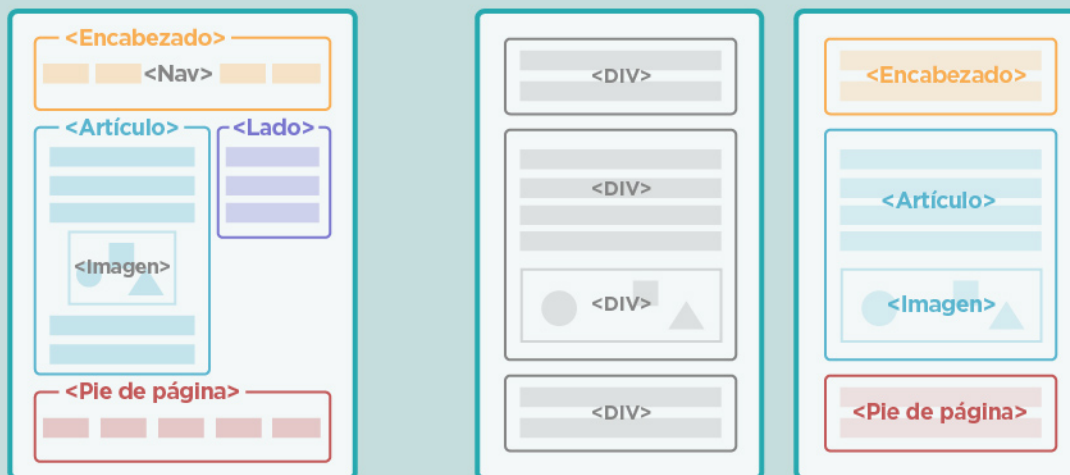 <Encabezado>
<Nav>
<Artículo>
<Lado>
<Imagen>
<Pie de página>
<DIV>
<DIV>
<DIV>
<DIV>
<Encabezado>
<Artículo>
<Imagen>
<Pie de página>